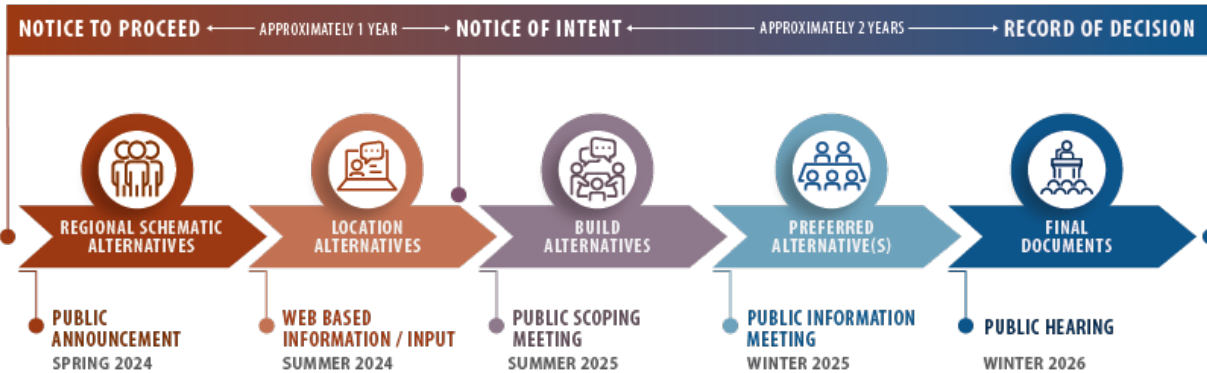 NOTICE TO PROCEED APPROXIMATELY 1 YEAR NOTICE OF INTENT APPROXIMATELY 2 YEARS RECORD OF DECISION
REGIONAL SCHEMATIC
ALTERNATIVES
LOCATION
ALTERNATIVES
BUILD
ALTERNATIVES
PREFERRED
ALTERNATIVE(S)
FINAL
DOCUMENTS
PUBLIC
ANNOUNCEMENT
SPRING 2024
WEB BASED
INFORMATION / INPUT
SUMMER 2024
PUBLIC SCOPING
MEETING
SUMMER 2025
PUBLIC INFORMATION
MEETING
WINTER 2025
PUBLIC HEARING
WINTER 2026